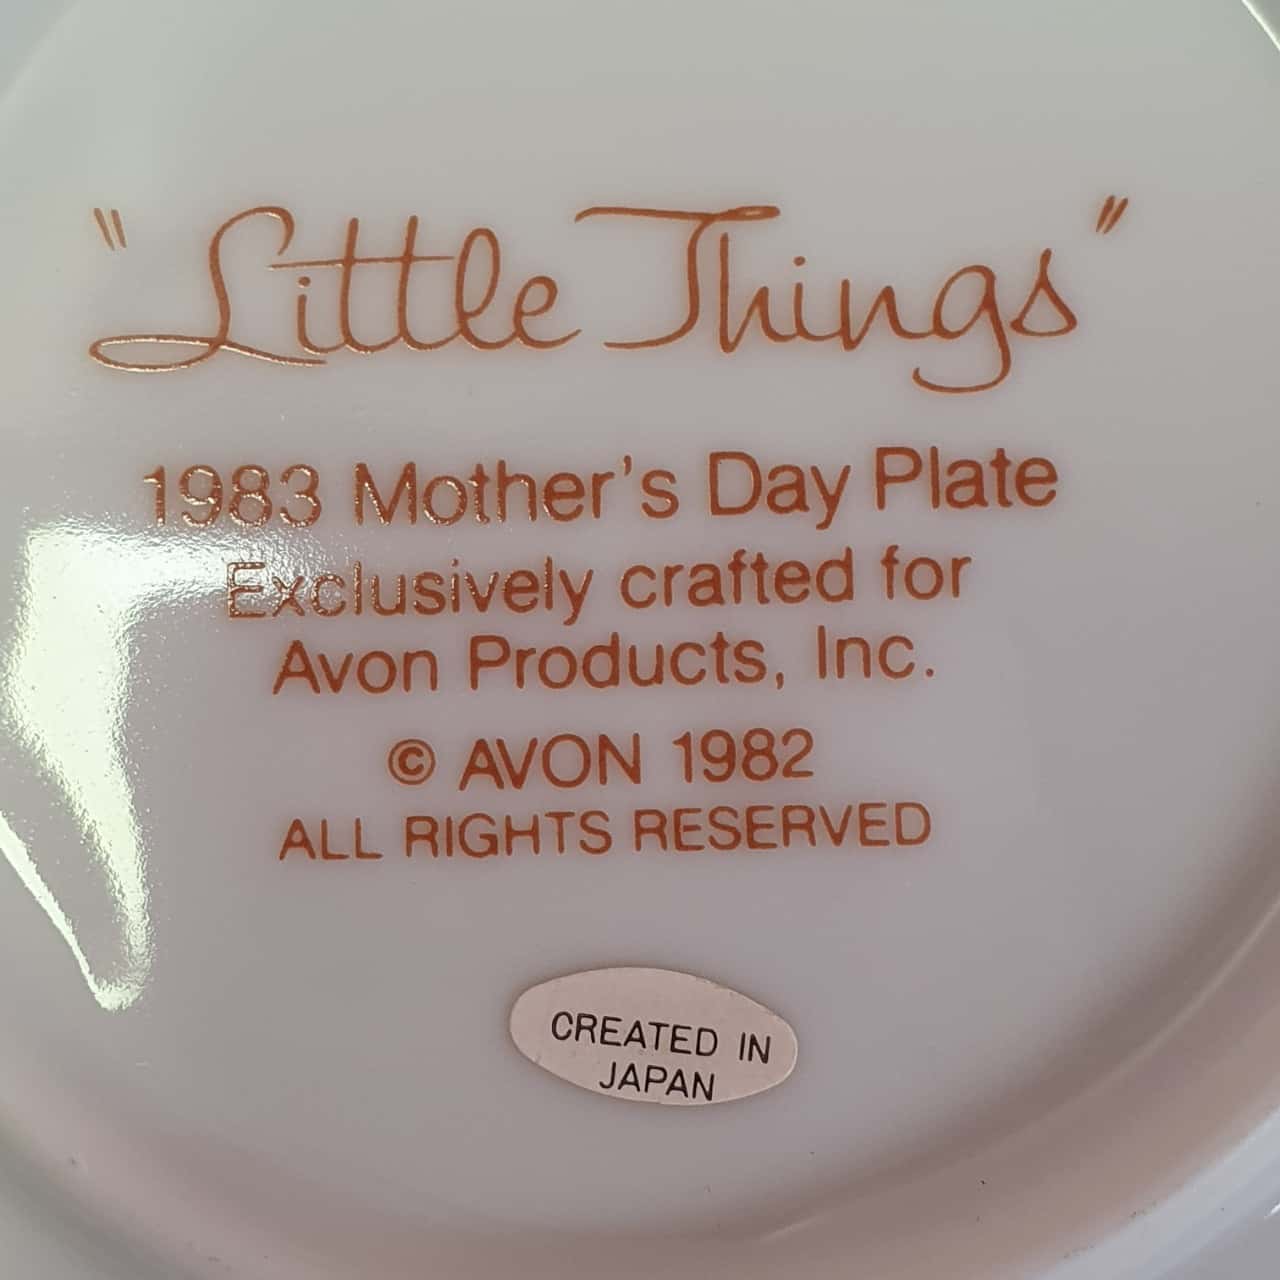 "Little Things"
1983 Mother's Day Plate
Exclusively crafted for
Avon Products, Inc.
© AVON 1982
ALL RIGHTS RESERVED
CREATED IN
JAPAN